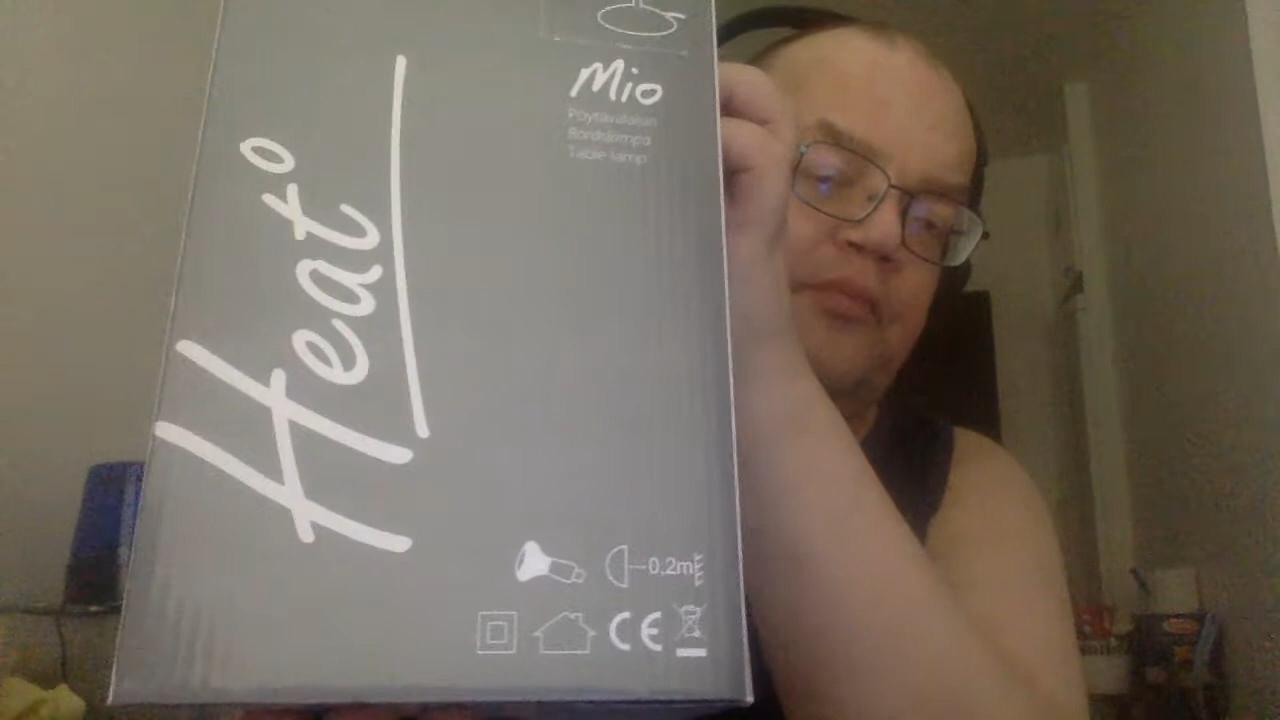 Heat°
Mio
Pöytävalaisin
Bordslampa
Table lamp
0,2m
CE